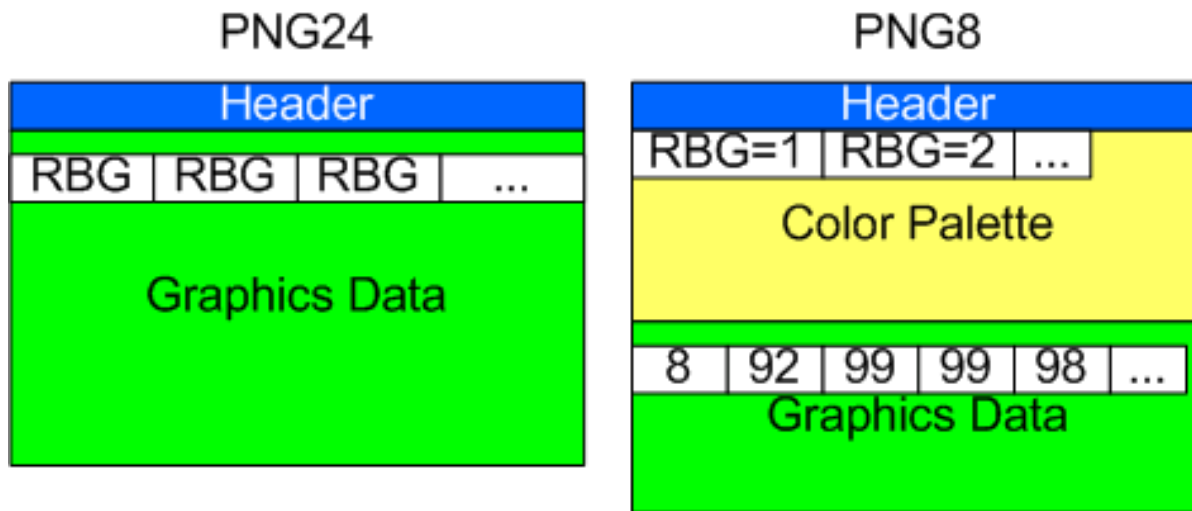 PNG24
Header
RBG RBG RBG ...
Graphics Data
PNG8
Header
RBG=1 RBG=2 ...
Color Palette
8 92 99 99 98 ...
Graphics Data